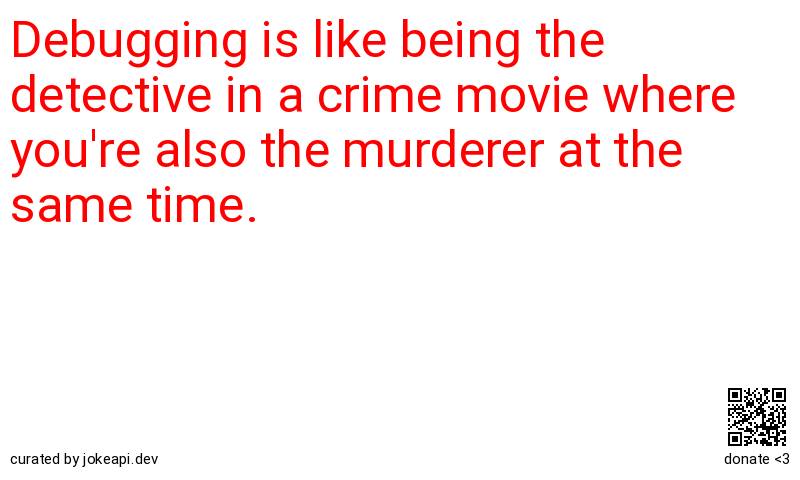 Debugging is like being the
detective in a crime movie where
you're also the murderer at the
same time.
curated by jokeapi.dev
donate <3